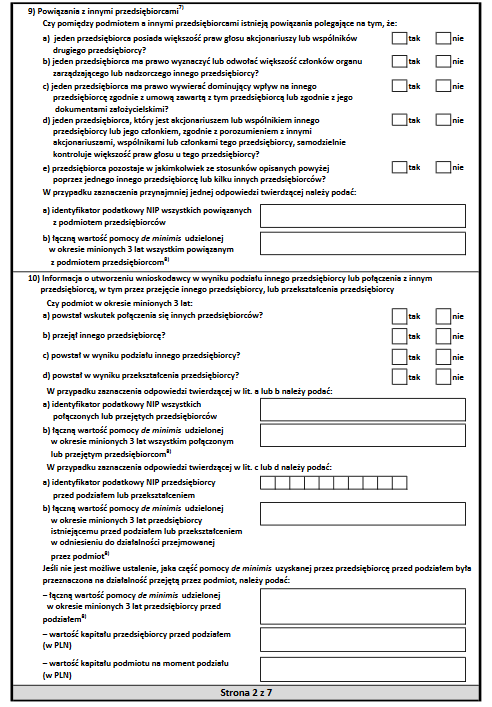 9) Powiązania z innymi przedsiębiorcami7)
Czy pomiędzy podmiotem a innymi przedsiębiorcami istnieją powiązania polegające na tym, że:
a) jeden przedsiębiorca posiada większość praw głosu akcjonariuszy lub wspólników
drugiego przedsiębiorcy?
tak nie
b) jeden przedsiębiorca ma prawo wyznaczyć lub odwołać większość członków organu
zarządzającego lub nadzorczego innego przedsiębiorcy?
tak nie
c) jeden przedsiębiorca ma prawo wywierać dominujący wpływ na innego
przedsiębiorcę zgodnie z umową zawartą z tym przedsiębiorcą lub zgodnie z jego
dokumentami założycielskimi?
tak nie
d) jeden przedsiębiorca, który jest akcjonariuszem lub wspólnikiem innego
przedsiębiorcy lub jego członkiem, zgodnie z porozumieniem z innymi
akcjonariuszami, wspólnikami lub członkami tego przedsiębiorcy, samodzielnie
kontroluje większość praw głosu u tego przedsiębiorcy?
tak nie
e) przedsiębiorca pozostaje w jakimkolwiek ze stosunków opisanych powyżej
poprzez jednego innego przedsiębiorcę lub kilku innych przedsiębiorców?
tak nie
W przypadku zaznaczenia przynajmniej jednej odpowiedzi twierdzącej należy podać:
a) identyfikator podatkowy NIP wszystkich powiązanych
z podmiotem przedsiębiorców
b) łączną wartość pomocy de minimis udzielonej
w okresie minionych 3 lat wszystkim powiązanym
z podmiotem przedsiębiorcom8)
10) Informacja o utworzeniu wnioskodawcy w wyniku podziału innego przedsiębiorcy lub połączenia z innym
przedsiębiorcą, w tym przez przejęcie innego przedsiębiorcy, lub przekształcenia przedsiębiorcy
Czy podmiot w okresie minionych 3 lat:
a) powstał wskutek połączenia się innych przedsiębiorców?
tak nie
b) przejął innego przedsiębiorcę?
tak nie
c) powstał w wyniku podziału innego przedsiębiorcy?
tak nie
d) powstał w wyniku przekształcenia przedsiębiorcy?
tak nie
W przypadku zaznaczenia odpowiedzi twierdzącej w lit. a lub b należy podać:
a) identyfikator podatkowy NIP wszystkich
połączonych lub przejętych przedsiębiorców
b) łączną wartość pomocy de minimis udzielonej
w okresie minionych 3 lat wszystkim połączonym
lub przejętym przedsiębiorcom8)
W przypadku zaznaczenia odpowiedzi twierdzącej w lit. c lub d należy podać:
a) identyfikator podatkowy NIP przedsiębiorcy
przed podziałem lub przekształceniem
b) łączną wartość pomocy de minimis udzielonej
w okresie minionych 3 lat przedsiębiorcy
istniejącemu przed podziałem lub przekształceniem
w odniesieniu do działalności przejmowanej
przez podmiot8)
Jeśli nie jest możliwe ustalenie, jaka część pomocy de minimis uzyskanej przez przedsiębiorcę przed podziałem była
przeznaczona na działalność przejętą przez podmiot, należy podać:
– łączną wartość pomocy de minimis udzielonej
w okresie minionych 3 lat przedsiębiorcy przed
podziałem8)
– wartość kapitału przedsiębiorcy przed podziałem
(w PLN)
– wartość kapitału podmiotu na moment podziału
(w PLN)
Strona 2 z 7